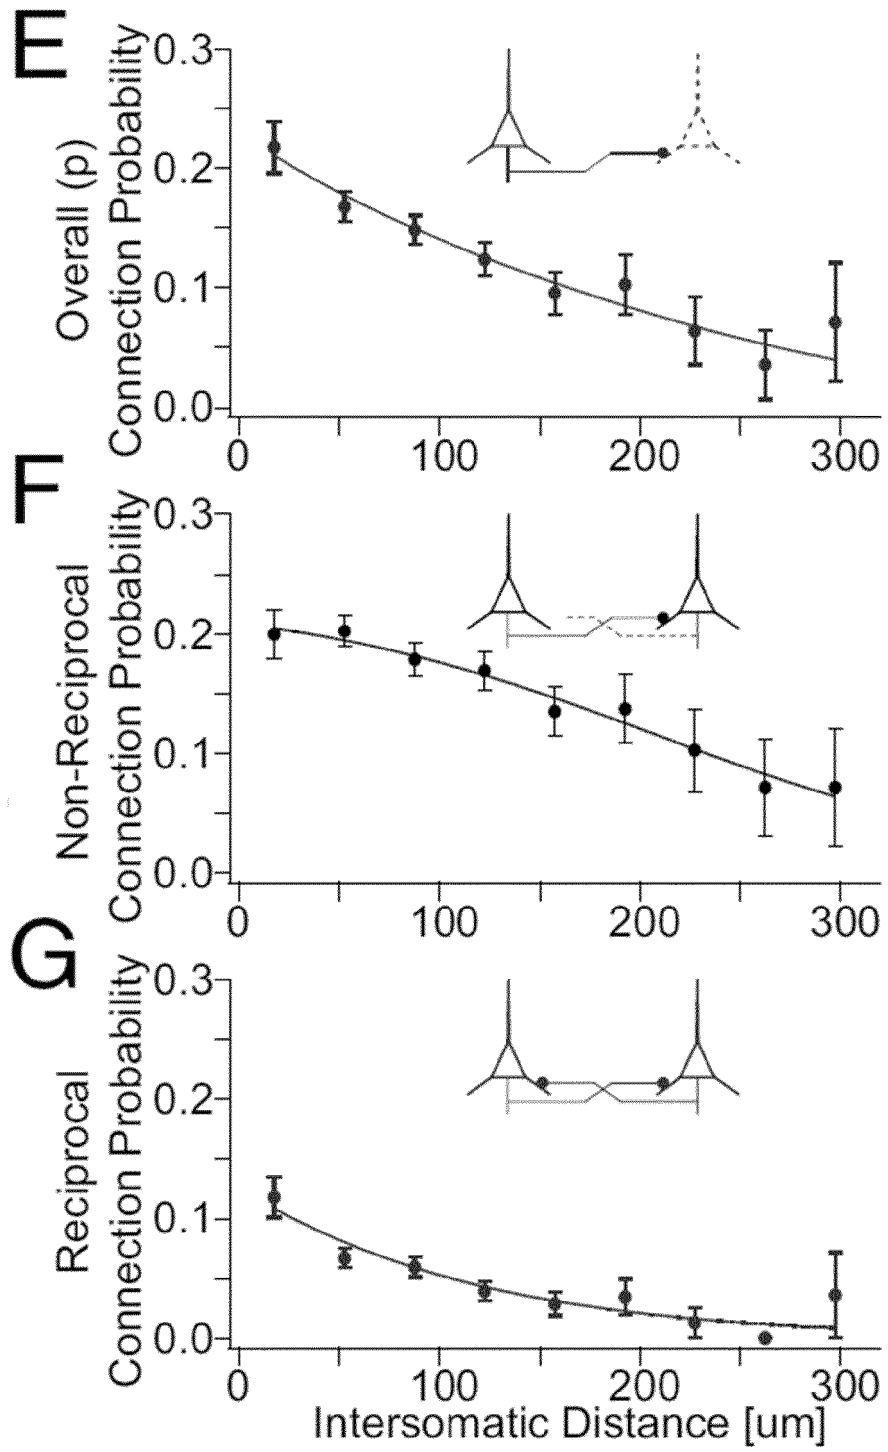 E
Overall (p)
Connection Probability
0.3
0.2
0.1
0.0
0 100 200 300
F
Non-Reciprocal
Connection Probability
0.3
0.2
0.1
0.0
0 100 200 300
G
Reciprocal
Connection Probability
0.3
0.2
0.1
0.0
0 100 200 300
Intersomatic Distance [um]